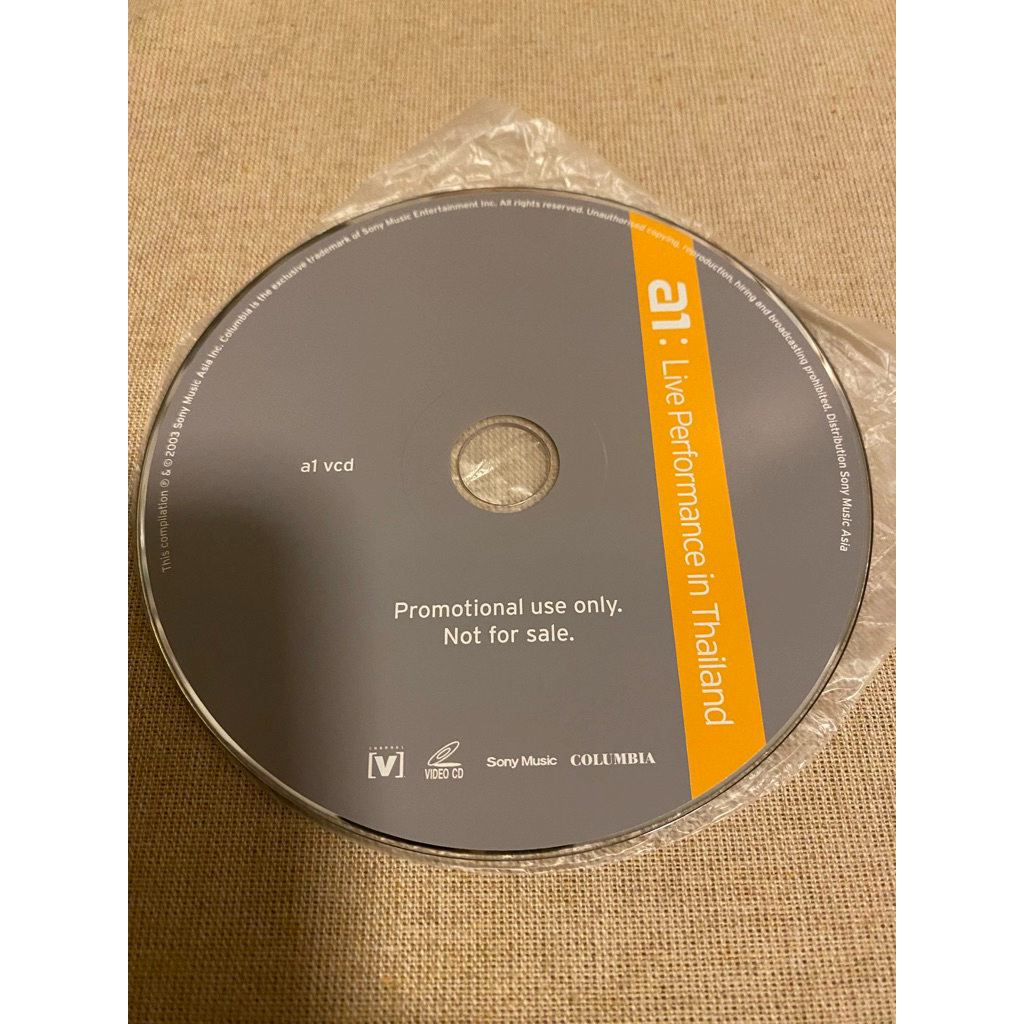 This compilation ℗ & © 2003 Sony Music Asia Inc. Columbia is the exclusive trademark of Sony Music Entertainment Inc. All rights reserved. Unauthorised copying, reproduction, hiring and broadcasting prohibited. Distribution Sony Music Asia
a1: Live Performance in Thailand
a1 vcd
Promotional use only.
Not for sale.
CHANNEL
[V]
VIDEO CD
Sony Music
COLUMBIA